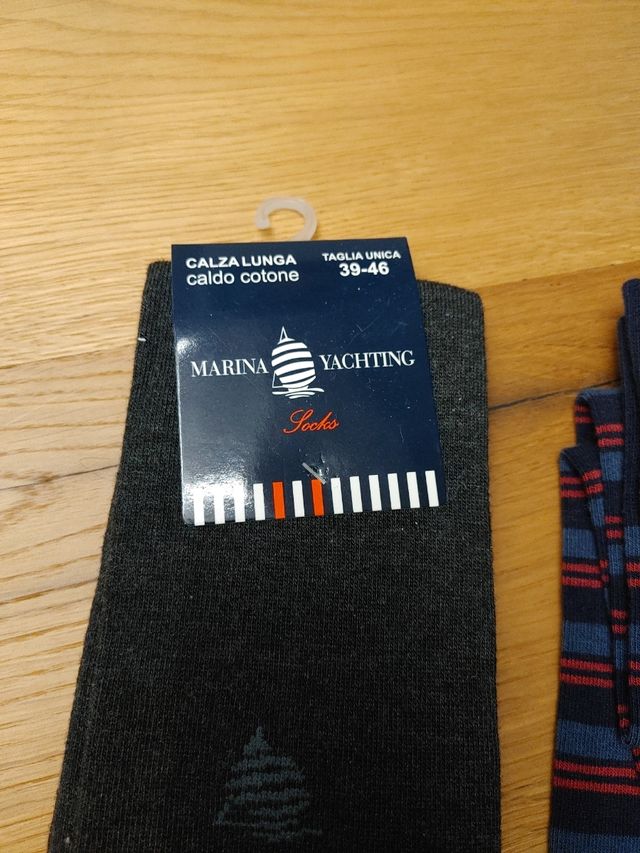 CALZA LUNGA
caldo cotone
TAGLIA UNICA
39-46
MARINA YACHTING
Socks